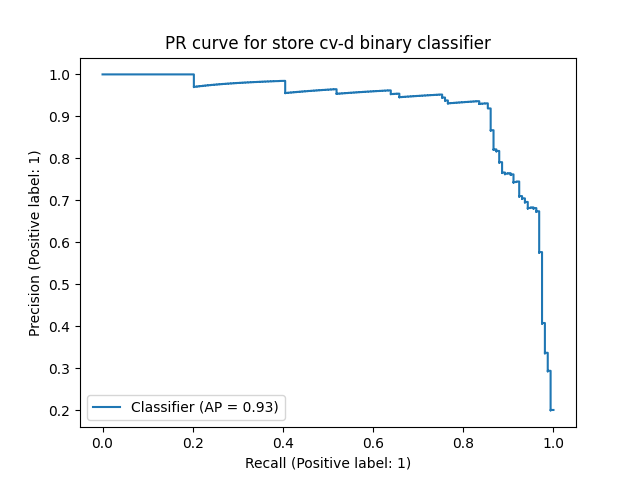 PR curve for store cv-d binary classifier
1.0
0.9
0.8
0.7
0.6
0.5
0.4
0.3
0.2
Precision (Positive label: 1)
Classifier (AP = 0.93)
0.0 0.2 0.4 0.6 0.8 1.0
Recall (Positive label: 1)